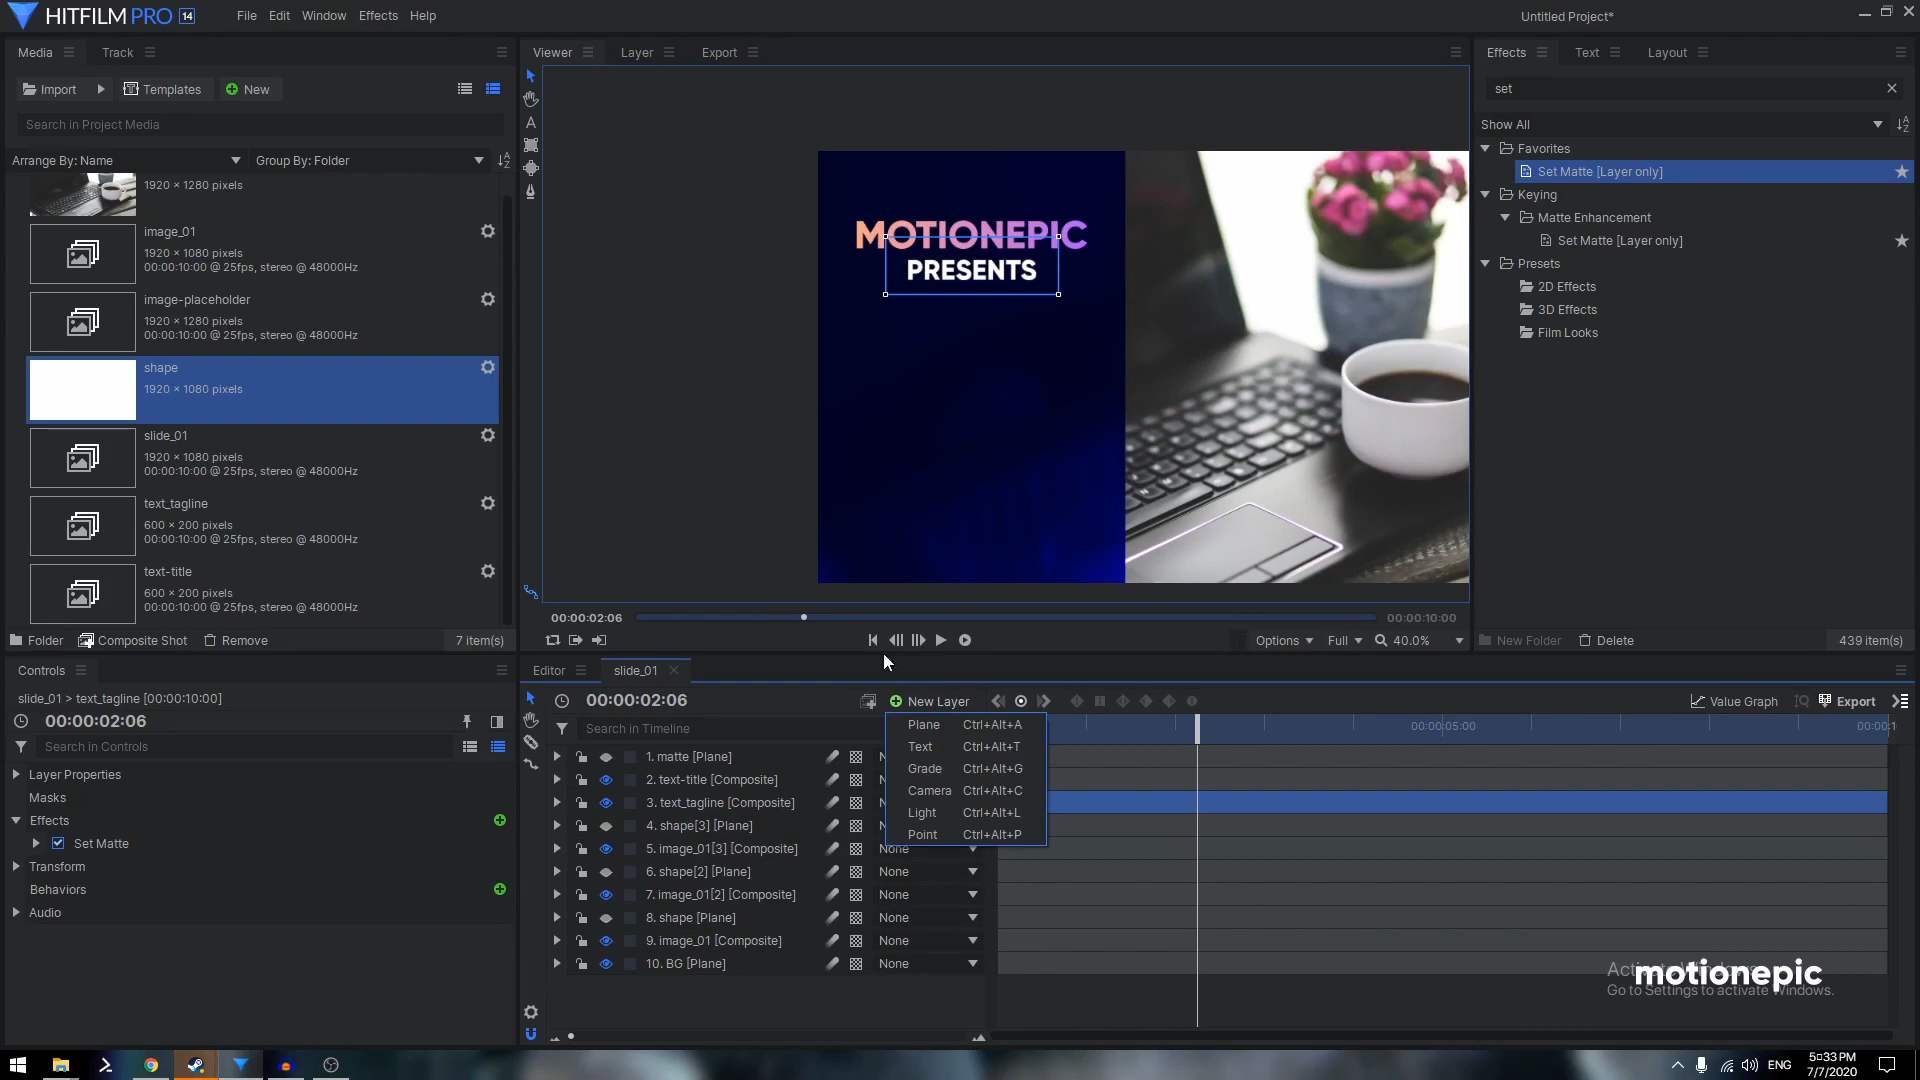 HITFILM PRO 14
File Edit Window Effects Help
Untitled Project*
Media
Track
Import
Templates
New
Search in Project Media
Arrange By: Name
Group By: Folder
1920 × 1280 pixels
image_01
1920 × 1080 pixels
00:00:10:00 @ 25fps, stereo @ 48000Hz
image-placeholder
1920 × 1280 pixels
00:00:10:00 @ 25fps, stereo @ 48000Hz
shape
1920 × 1080 pixels
slide_01
1920 × 1080 pixels
00:00:10:00 @ 25fps, stereo @ 48000Hz
text_tagline
600 × 200 pixels
00:00:10:00 @ 25fps, stereo @ 48000Hz
text-title
600 × 200 pixels
00:00:10:00 @ 25fps, stereo @ 48000Hz
Folder
Composite Shot
Remove
7 item(s)
Viewer
Layer
Export
MOTIONEPIC
PRESENTS
00:00:02:06
00:00:10:00
Options
Full
40.0%
Effects
Text
Layout
set
Show All
Favorites
Set Matte [Layer only]
Keying
Matte Enhancement
Set Matte [Layer only]
Presets
2D Effects
3D Effects
Film Looks
New Folder
Delete
439 item(s)
Controls
slide_01 > text_tagline [00:00:10:00]
00:00:02:06
Search in Controls
Layer Properties
Masks
Effects
Set Matte
Transform
Behaviors
Audio
Editor
slide_01
00:00:02:06
New Layer
Value Graph
Export
Search in Timeline
00:00:05:00
Plane Ctrl+Alt+A
Text Ctrl+Alt+T
Grade Ctrl+Alt+G
Camera Ctrl+Alt+C
Light Ctrl+Alt+L
Point Ctrl+Alt+P
1. matte [Plane]
2. text-title [Composite]
3. text_tagline [Composite]
4. shape[3] [Plane]
5. image_01[3] [Composite] None
6. shape[2] [Plane] None
7. image_01[2] [Composite] None
8. shape [Plane] None
9. image_01 [Composite] None
10. BG [Plane] None
motionepic
Go to Settings to activate Windows.
ENG
5:33 PM
7/7/2020